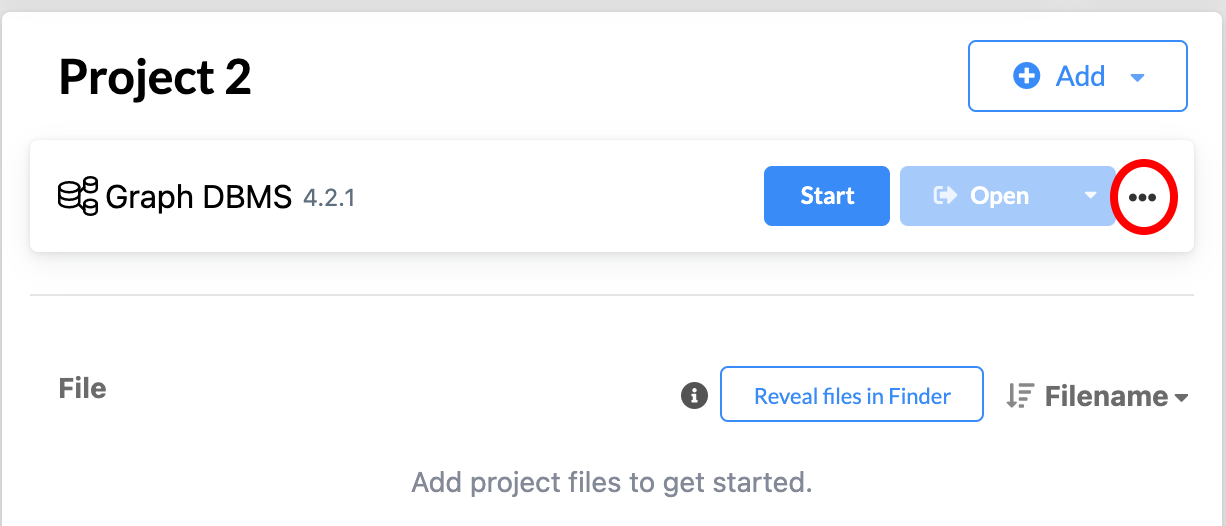 Project 2
Add
Graph DBMS 4.2.1
Start
Open
File
Reveal files in Finder
Filename
Add project files to get started.